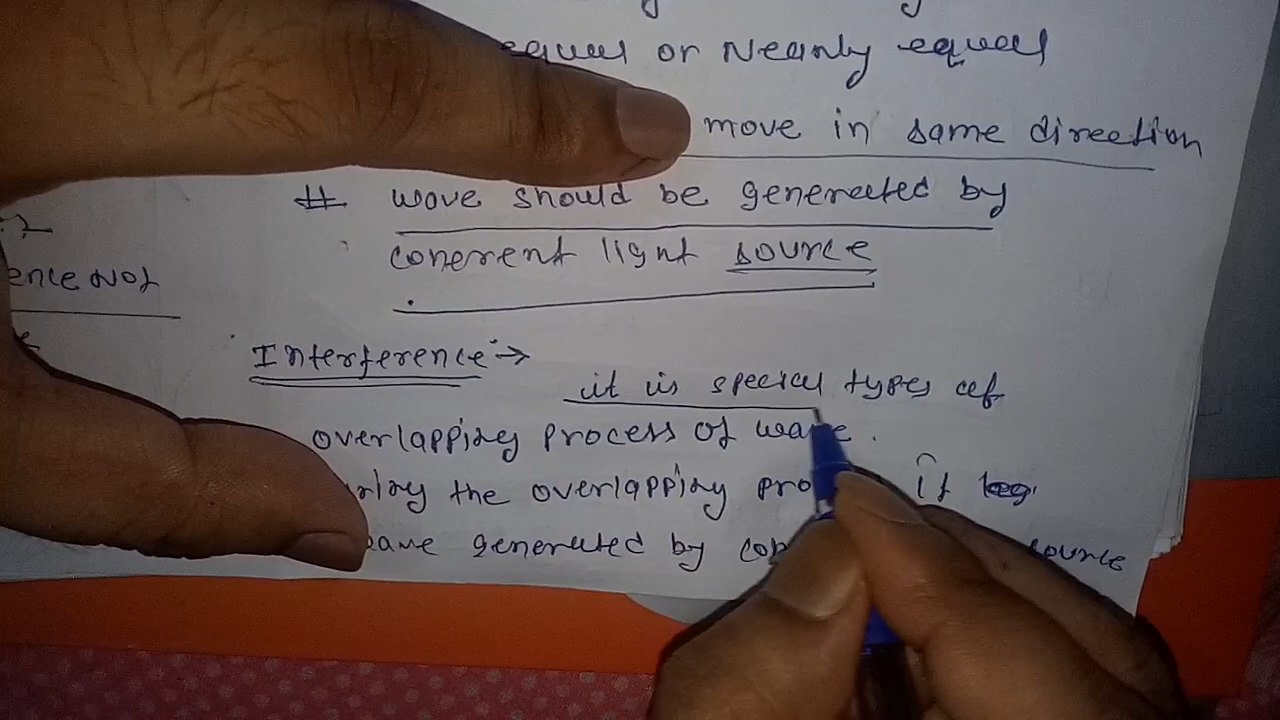 equal or Nearly equal
move in same direction
# wave should be generated by
coherent light source
ence Not
Interference →
it is special types of
overlapping process of wave.
the overlapping pro if
generated by source